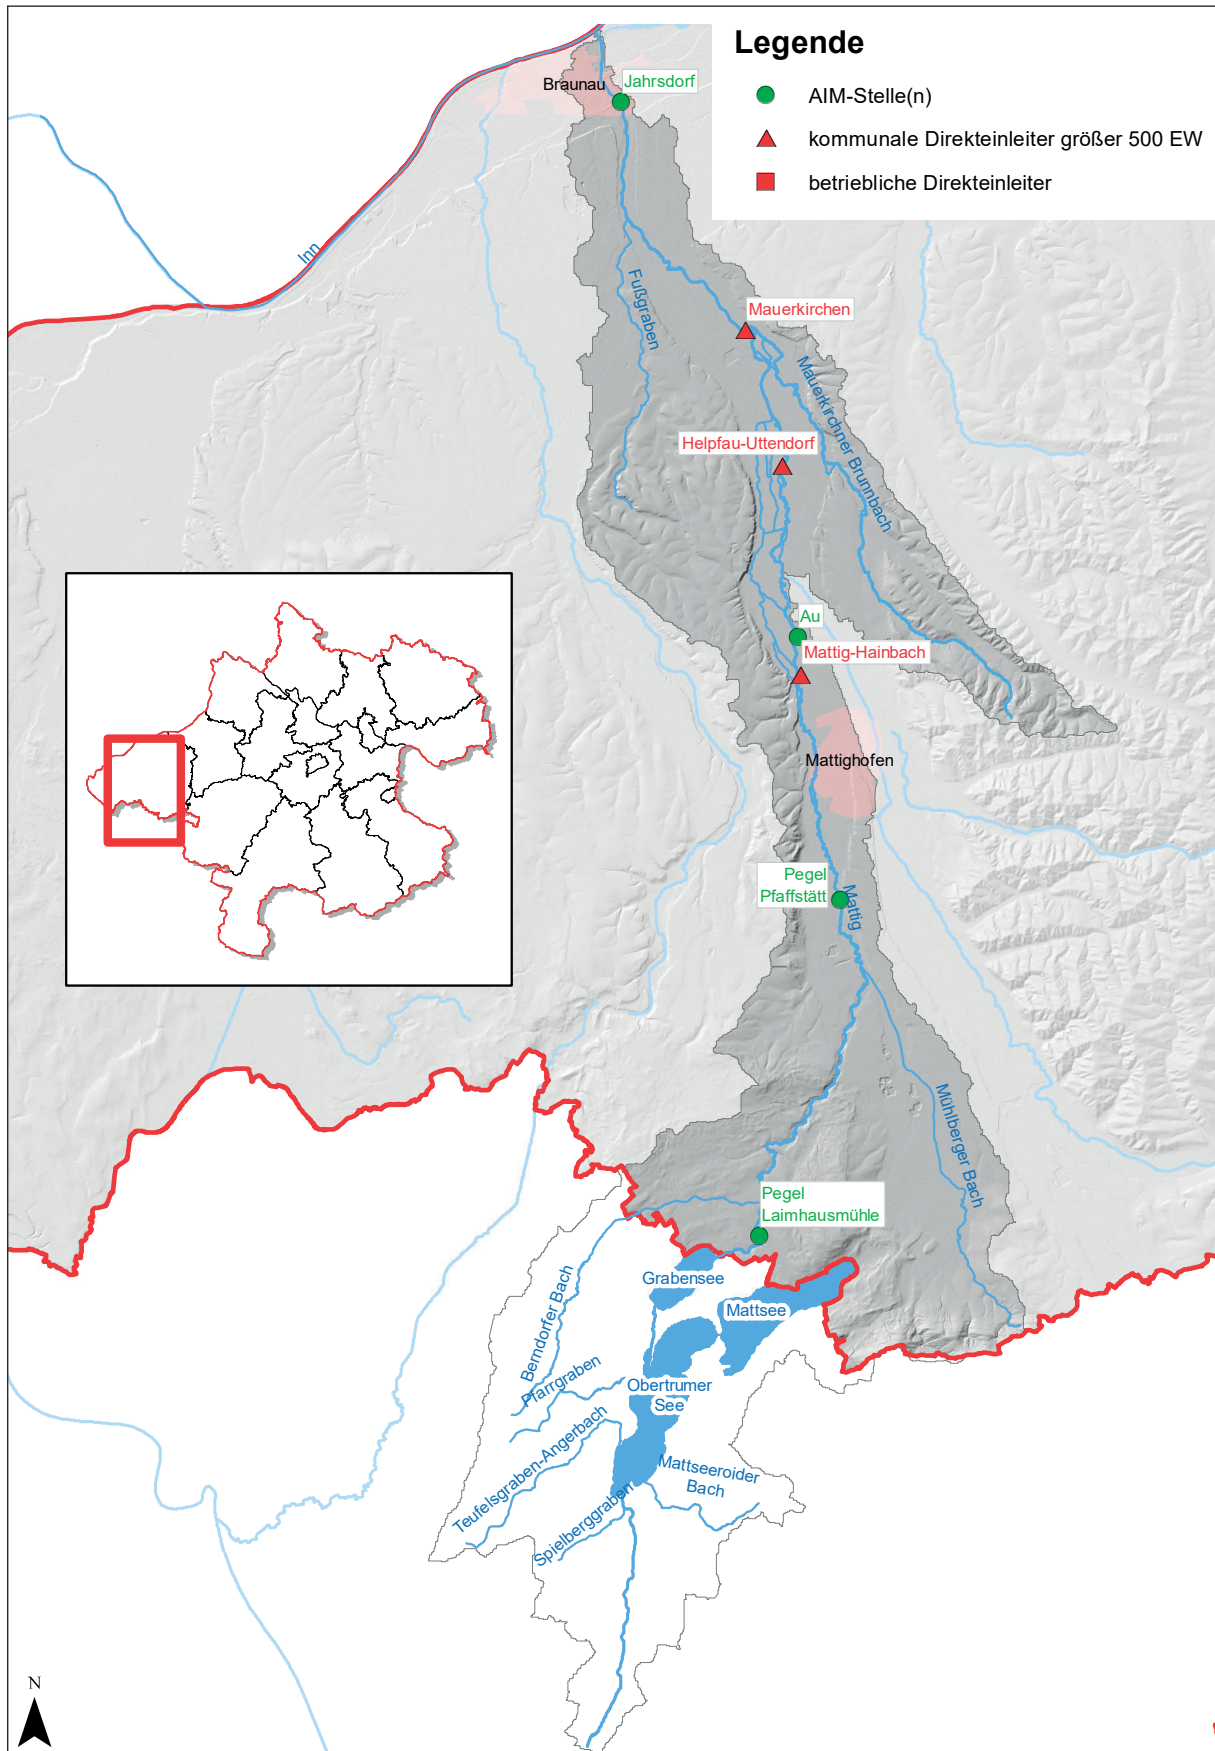 Legende
AIM-Stelle(n)
kommunale Direkteinleiter größer 500 EW
betriebliche Direkteinleiter
Braunau
Jahrsdorf
Inn
Fußgraben
Mauerkirchen
Mauerkirchner Brunnbach
Helpfau-Uttendorf
Au
Mattig-Hainbach
Mattighofen
Pegel
Pfaffstätt
Mattig
Mühlberger Bach
Pegel
Laimhausmühle
Grabensee
Mattsee
Berndorfer Bach
Pfarrgraben
Obertrumer
See
Teufelsgraben-Angerbach
Mattseeroider
Bach
Spielberggraben
N